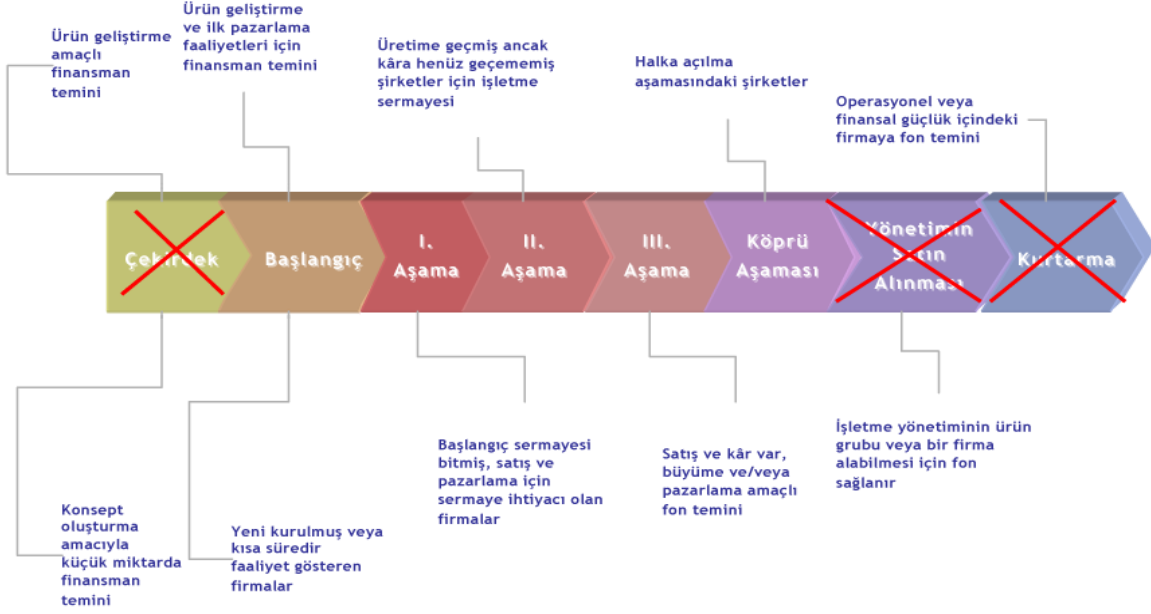 Ürün geliştirme
amaçlı
finansman
temini
Ürün geliştirme
ve ilk pazarlama
faaliyetleri için
finansman temini
Üretime geçmiş ancak
kâra henüz geçememiş
şirketler için işletme
sermayesi
Halka açılma
aşamasındaki şirketler
Operasyonel veya
finansal güçlük içindeki
firmaya fon temini
Çekirdek
Başlangıç
I.
Aşama
II.
Aşama
III.
Aşama
Köprü
Aşaması
Yönetimin
Satın
Alınması
Kurtarma
Konsept
oluşturma
amacıyla
küçük miktarda
finansman
temini
Yeni kurulmuş veya
kısa süredir
faaliyet gösteren
firmalar
Başlangıç sermayesi
bitmiş, satış ve
pazarlama için
sermaye ihtiyacı olan
firmalar
Satış ve kâr var,
büyüme ve/veya
pazarlama amaçlı
fon temini
İşletme yönetiminin ürün
grubu veya bir firma
alabilmesi için fon
sağlanır